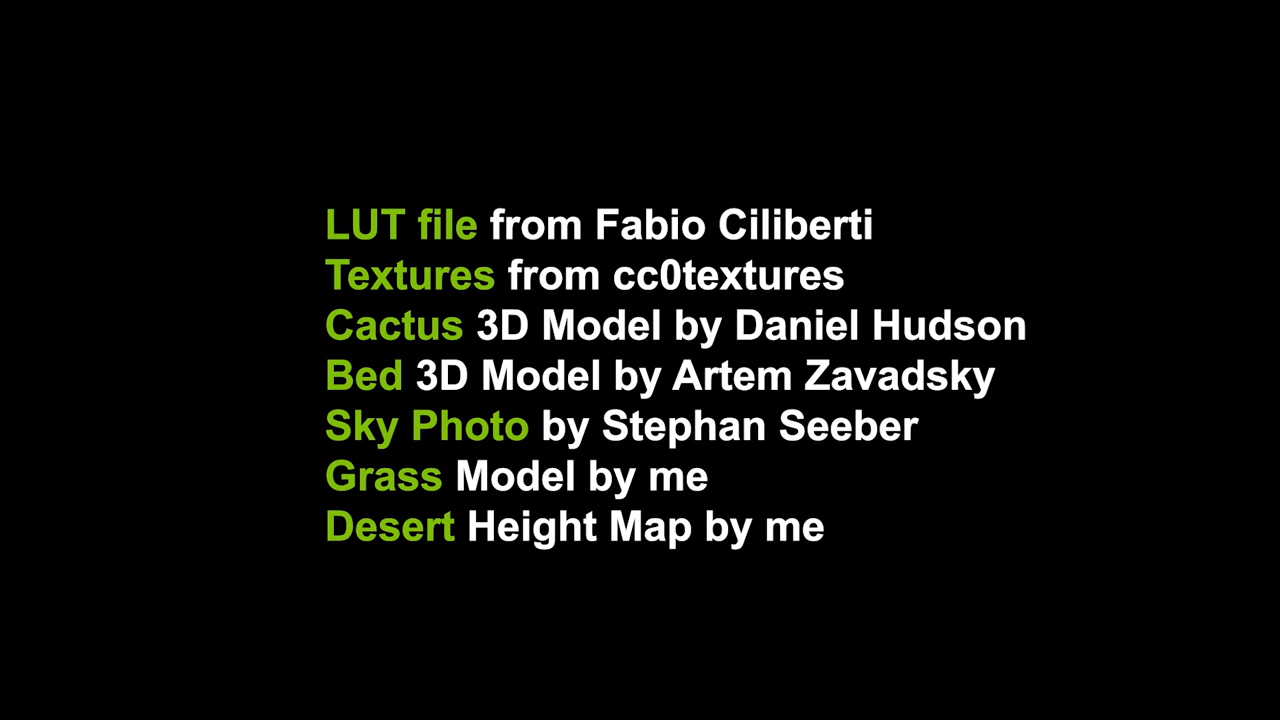 LUT file from Fabio Ciliberti
Textures from cc0textures
Cactus 3D Model by Daniel Hudson
Bed 3D Model by Artem Zavadsky
Sky Photo by Stephan Seeber
Grass Model by me
Desert Height Map by me